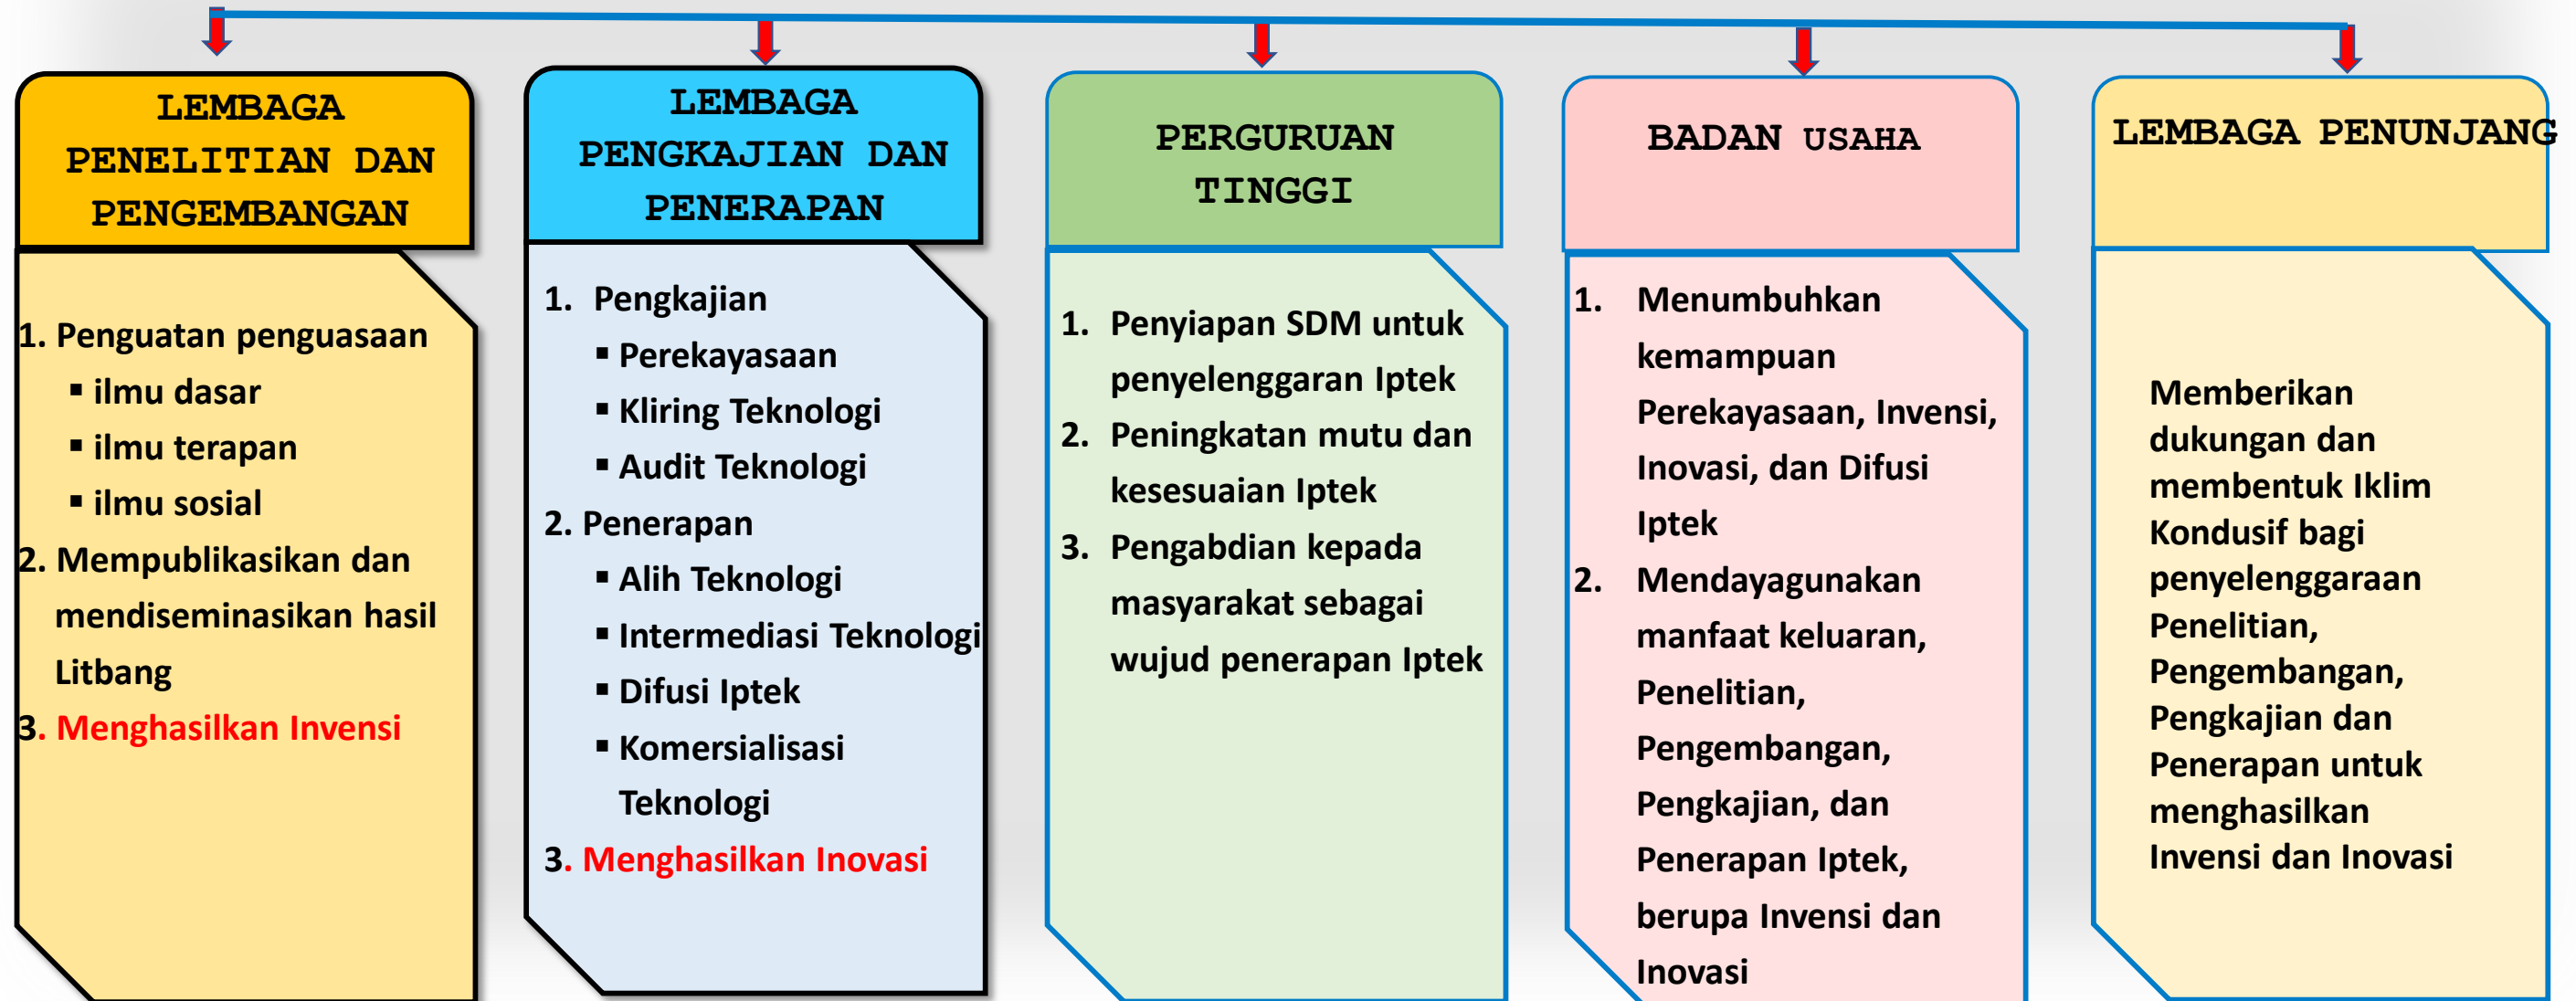 LEMBAGA
PENELITIAN DAN
PENGEMBANGAN
1. Penguatan penguasaan
▪ ilmu dasar
▪ ilmu terapan
▪ ilmu sosial
2. Mempublikasikan dan
mendiseminasikan hasil
Litbang
3. Menghasilkan Invensi
LEMBAGA
PENGKAJIAN DAN
PENERAPAN
1. Pengkajian
▪ Perekayasaan
▪ Kliring Teknologi
▪ Audit Teknologi
2. Penerapan
▪ Alih Teknologi
▪ Intermediasi Teknologi
▪ Difusi Iptek
▪ Komersialisasi
Teknologi
3. Menghasilkan Inovasi
PERGURUAN
TINGGI
1. Penyiapan SDM untuk
penyelenggaran Iptek
2. Peningkatan mutu dan
kesesuaian Iptek
3. Pengabdian kepada
masyarakat sebagai
wujud penerapan Iptek
BADAN USAHA
1. Menumbuhkan
kemampuan
Perekayasaan, Invensi,
Inovasi, dan Difusi
Iptek
2. Mendayagunakan
manfaat keluaran,
Penelitian,
Pengembangan,
Pengkajian, dan
Penerapan Iptek,
berupa Invensi dan
Inovasi
LEMBAGA PENUNJANG
Memberikan
dukungan dan
membentuk Iklim
Kondusif bagi
penyelenggaraan
Penelitian,
Pengembangan,
Pengkajian dan
Penerapan untuk
menghasilkan
Invensi dan Inovasi